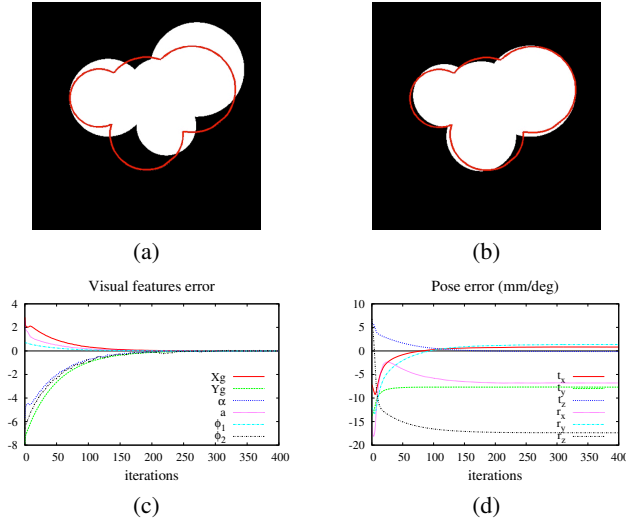 (a)
(b)
Visual features error
4
2
0
-2
-4
-6
-8
0 50 100 150 200 250 300 350 400
Xg
Yg
α
a
ϕ1
ϕ2
iterations
(c)
Pose error (mm/deg)
10
5
0
-5
-10
-15
-20
0 50 100 150 200 250 300 350 400
tx
ty
tz
rx
ry
rz
iterations
(d)